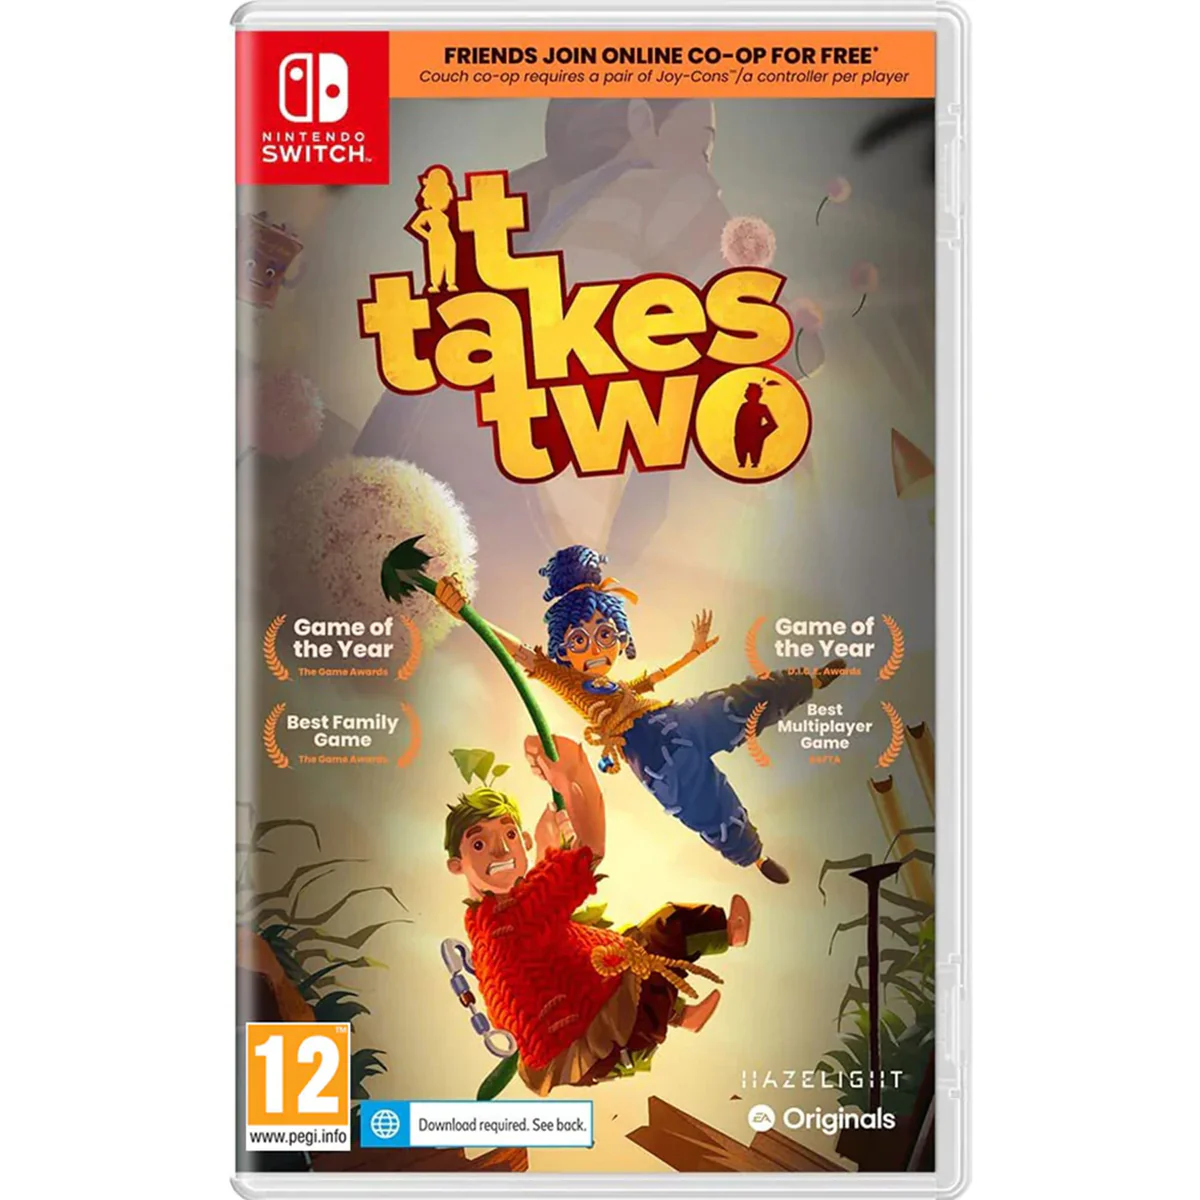 FRIENDS JOIN ONLINE CO-OP FOR FREE*
Couch co-op requires a pair of Joy-Cons™/a controller per player
NINTENDO
SWITCH™
it
takes
two
Game of
the Year
The Game Awards
Best Family
Game
The Game Awards
Game of
the Year
D.I.C.E. Awards
Best
Multiplayer
Game
BAFTA
12™
www.pegi.info
Download required. See back.
HAZELIGHT
EA Originals